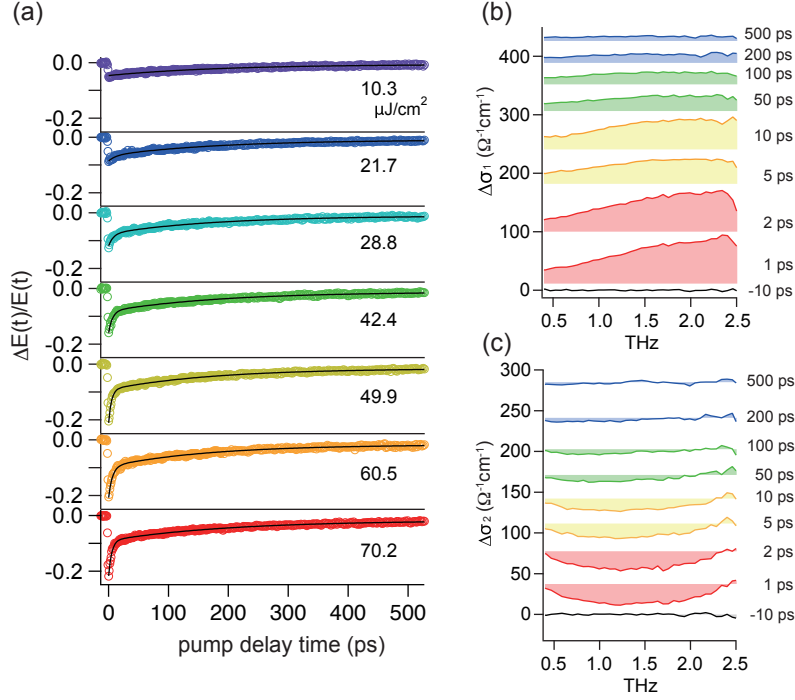 (a)
0.0
-0.2
10.3
μJ/cm²
0.0
-0.2
21.7
0.0
-0.2
28.8
0.0
-0.2
42.4
0.0
-0.2
49.9
0.0
-0.2
60.5
0.0
-0.2
70.2
ΔE(t)/E(t)
0 100 200 300 400 500
pump delay time (ps)
(b)
400
300
200
100
0
Δσ₁ (Ω⁻¹cm⁻¹)
500 ps
200 ps
100 ps
50 ps
10 ps
5 ps
2 ps
1 ps
-10 ps
0.5 1.0 1.5 2.0 2.5
THz
(c)
300
250
200
150
100
50
0
Δσ₂ (Ω⁻¹cm⁻¹)
500 ps
200 ps
100 ps
50 ps
10 ps
5 ps
2 ps
1 ps
-10 ps
0.5 1.0 1.5 2.0 2.5
THz